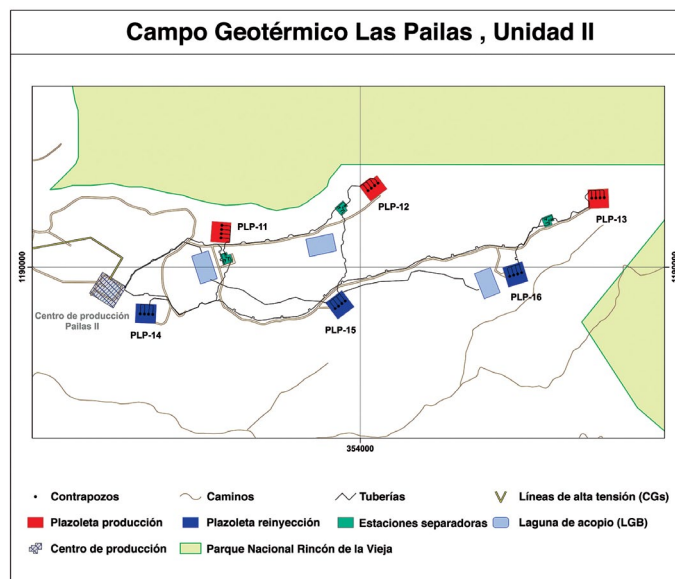 Campo Geotérmico Las Pailas , Unidad II
PLP-12
PLP-11
PLP-13
1190000
1190000
PLP-16
Centro de producción
Pailas II
PLP-14
PLP-15
354000
Contrapozos
Caminos
Tuberías
Líneas de alta tensión (CGs)
Plazoleta producción
Plazoleta reinyección
Estaciones separadoras
Laguna de acopio (LGB)
Centro de producción
Parque Nacional Rincón de la Vieja